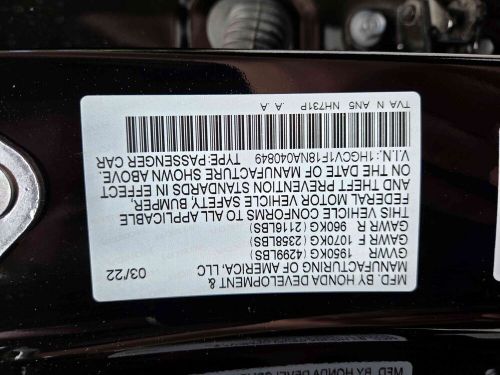 MFD. BY HONDA DEVELOPMENT &
MANUFACTURING OF AMERICA, LLC 03/22
GVWR 1950KG (4299LBS)
GAWR F 1070KG (2358LBS)
GAWR R 960KG (2116LBS)
THIS VEHICLE CONFORMS TO ALL APPLICABLE
FEDERAL MOTOR VEHICLE SAFETY, BUMPER,
AND THEFT PREVENTION STANDARDS IN EFFECT
ON THE DATE OF MANUFACTURE SHOWN ABOVE.
V.I.N.:1HGCV1F18NA040849 TYPE:PASSENGER CAR
TVA N AN5 NH731P .A .A